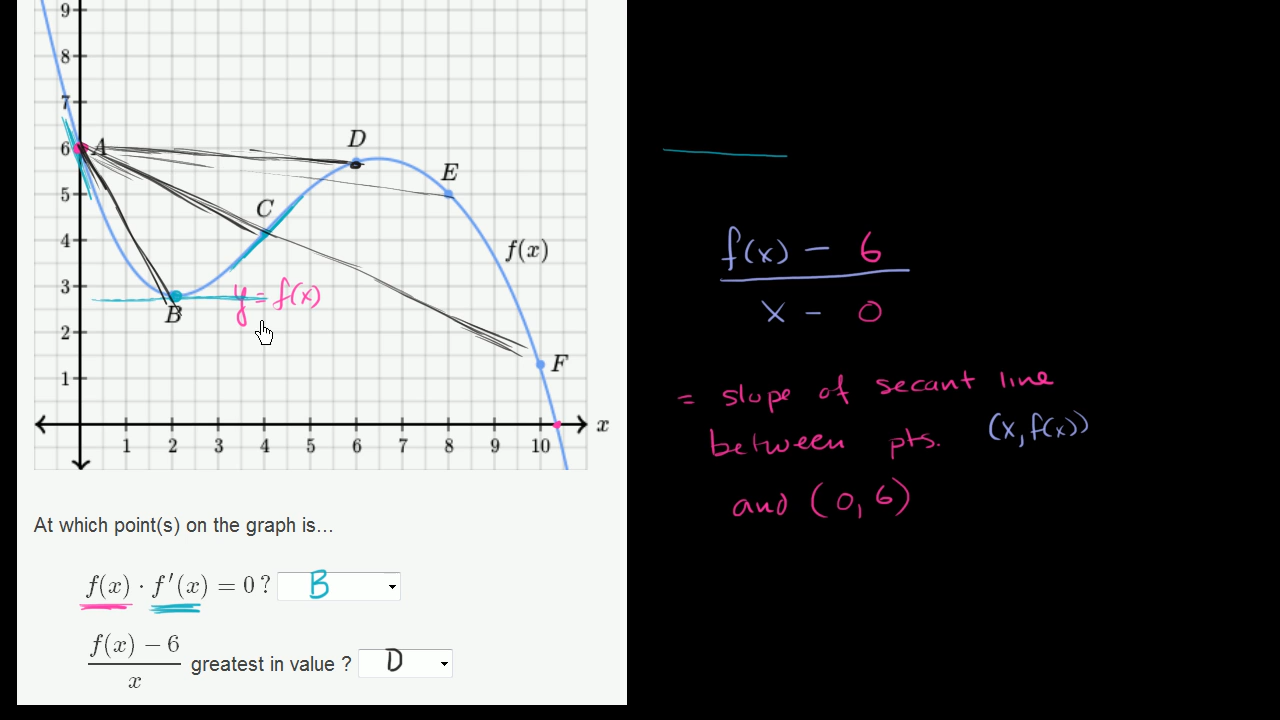 9
8
7
6
5
4
3
2
1
A
B
C
D
E
F
f(x)
y = f(x)
x
1 2 3 4 5 6 7 8 9 10
At which point(s) on the graph is...
f(x) · f′(x) = 0 ? B
f(x) − 6
x
greatest in value ? D
f(x) − 6
x − 0
= slope of secant line
between pts. (x, f(x))
and (0, 6)